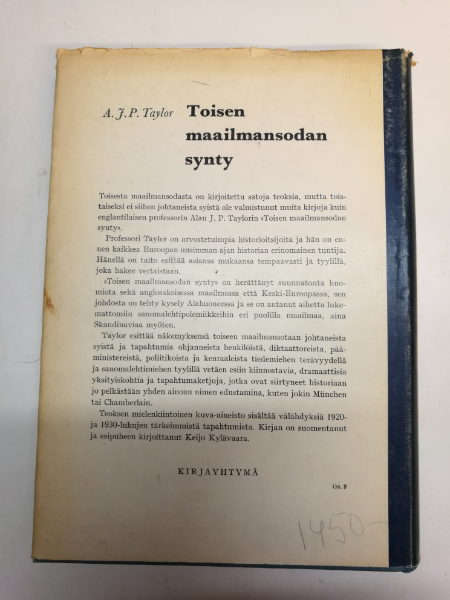 A. J. P. Taylor Toisen
maailmansodan
synty
Toisesta maailmansodasta on kirjoitettu satoja teoksia, mutta tois-
taiseksi ei siihen johtaneista syistä ole valmistunut muita kirjoja kuin
englantilaisen professorin Alan J. P. Taylorin »Toisen maailmansodan
synty».
Professori Taylor on arvostetuimpia historioitsijoita ja hän on en-
nen kaikkea Euroopan uusimman ajan historian erinomainen tuntija.
Hänellä on taito esittää asiansa mukaansa tempaavasti ja tyylillä,
joka hakee vertaistaan.
»Toisen maailmansodan synty» on herättänyt suunnatonta huo-
miota sekä anglosaksisessa maailmassa että Keski-Euroopassa, sen
johdosta on tehty kysely Alahuoneessa ja se on antanut aihetta luke-
mattomiin sanomalehtipolemiikkeihin eri puolilla maailmaa, aina
Skandinaviaa myöten.
Taylor esittää näkemyksensä toiseen maailmansotaan johtaneista
syistä ja tapahtumia ohjanneista henkilöistä, diktaattoreista, pää-
ministereistä, poliitikoista ja kenraaleista tiedemiehen terävyydellä
ja sanomalehtimiehen tyylillä vetäen esiin kiinnostavia, dramaattisia
yksityiskohtia ja tapahtumaketjuja, jotka ovat siirtyneet historiaan
jo pelkästään yhden ainoan nimen edustamina, kuten jokin München
tai Chamberlain.
Teoksen mielenkiintoinen kuva-aineisto sisältää välähdyksiä 1920-
ja 1930-lukujen tärkeimmistä tapahtumista. Kirjan on suomentanut
ja esipuheen kirjoittanut Keijo Kylävaara.
KIRJAYHTYMÄ
Os. 9
1450-